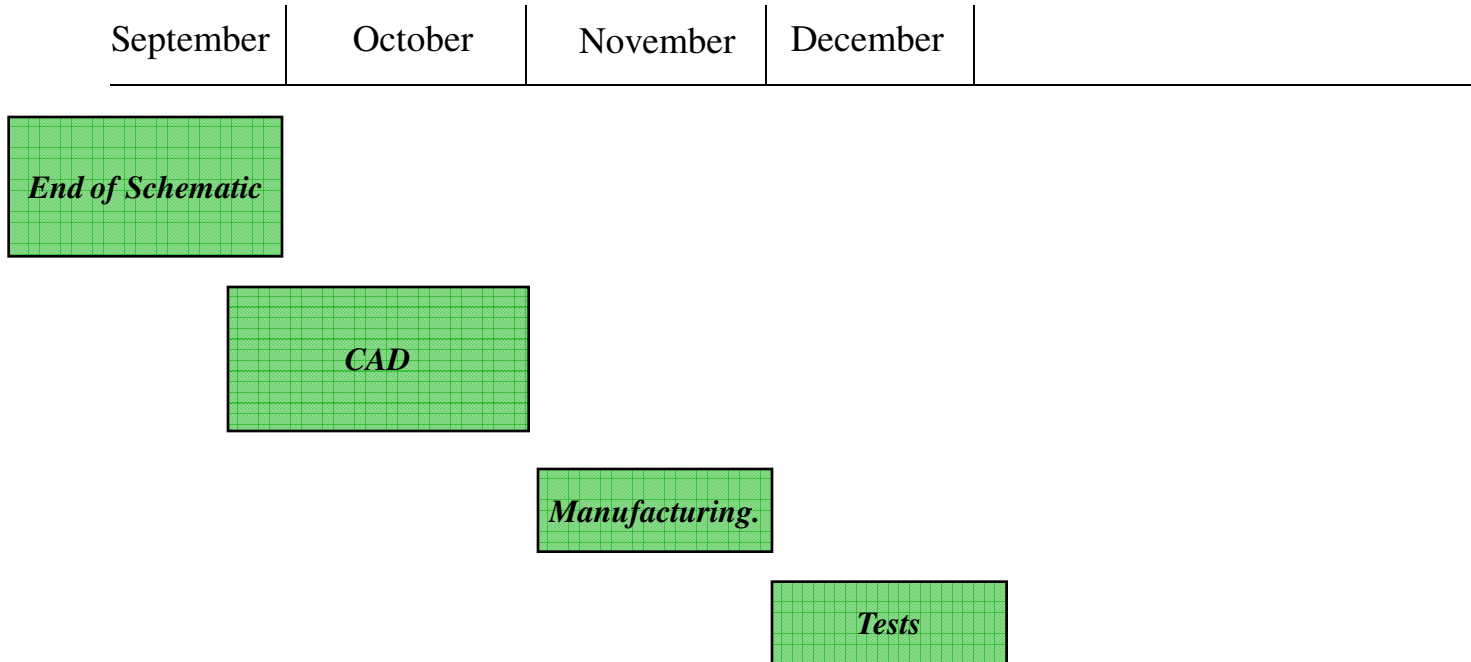 September October November December
End of Schematic
CAD
Manufacturing.
Tests